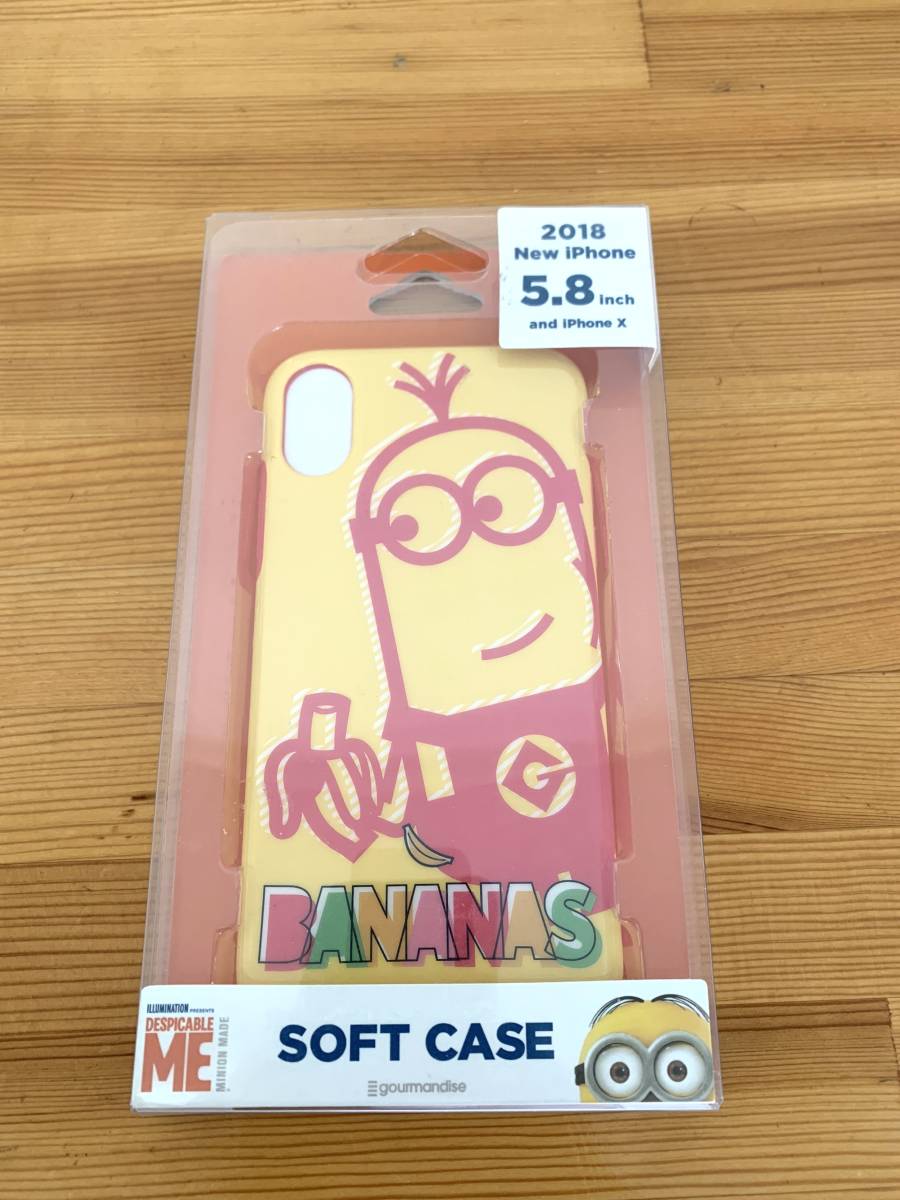 2018
New iPhone
5.8 inch
and iPhone X
G
BANANAS
ILLUMINATION PRESENTS
DESPICABLE
ME
MINION MADE
SOFT CASE
gourmandise